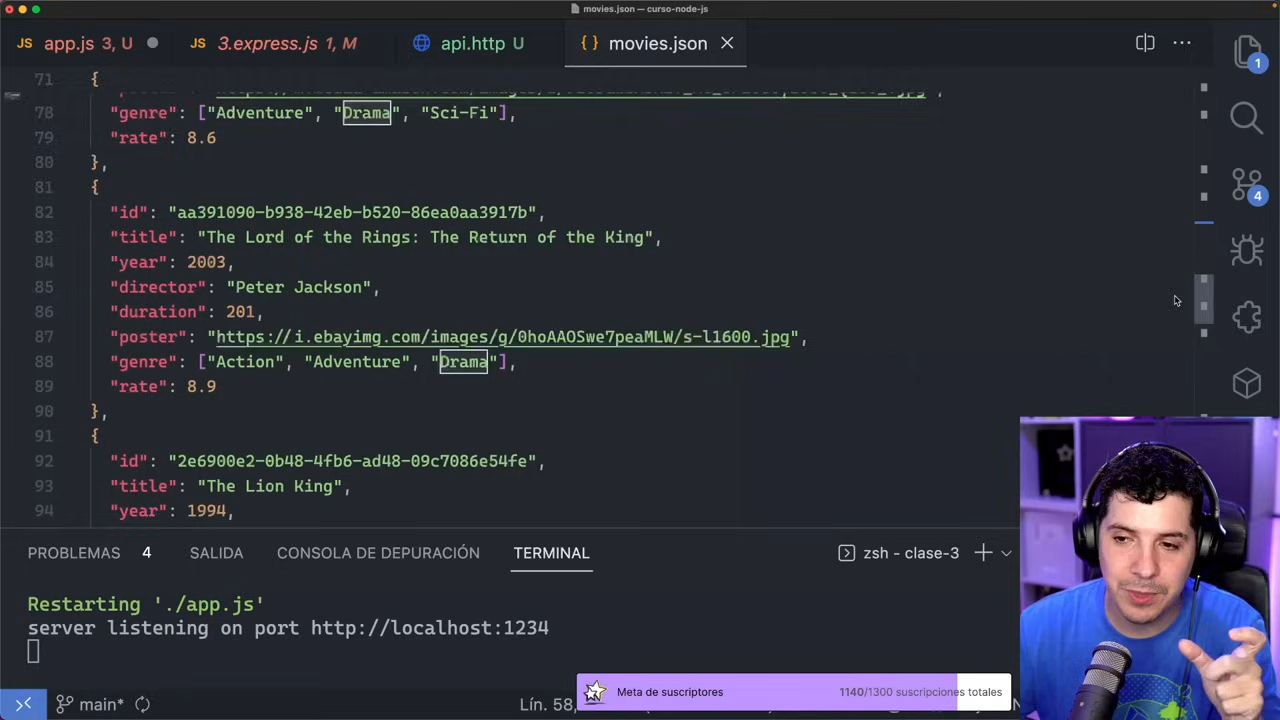 movies.json — curso-node-js
JS app.js 3, U
JS 3.express.js 1, M
api.http U
{} movies.json
71 {
78 "genre": ["Adventure", "Drama", "Sci-Fi"],
79 "rate": 8.6
80 },
81 {
82 "id": "aa391090-b938-42eb-b520-86ea0aa3917b",
83 "title": "The Lord of the Rings: The Return of the King",
84 "year": 2003,
85 "director": "Peter Jackson",
86 "duration": 201,
87 "poster": "https://i.ebayimg.com/images/g/0hoAAOSwe7peaMLW/s-l1600.jpg",
88 "genre": ["Action", "Adventure", "Drama"],
89 "rate": 8.9
90 },
91 {
92 "id": "2e6900e2-0b48-4fb6-ad48-09c7086e54fe",
93 "title": "The Lion King",
94 "year": 1994,
1
4
PROBLEMAS 4 SALIDA CONSOLA DE DEPURACIÓN TERMINAL
zsh - clase-3
Restarting './app.js'
server listening on port http://localhost:1234
Meta de suscriptores 1140/1300 suscripciones totales
main*
Lín. 58,